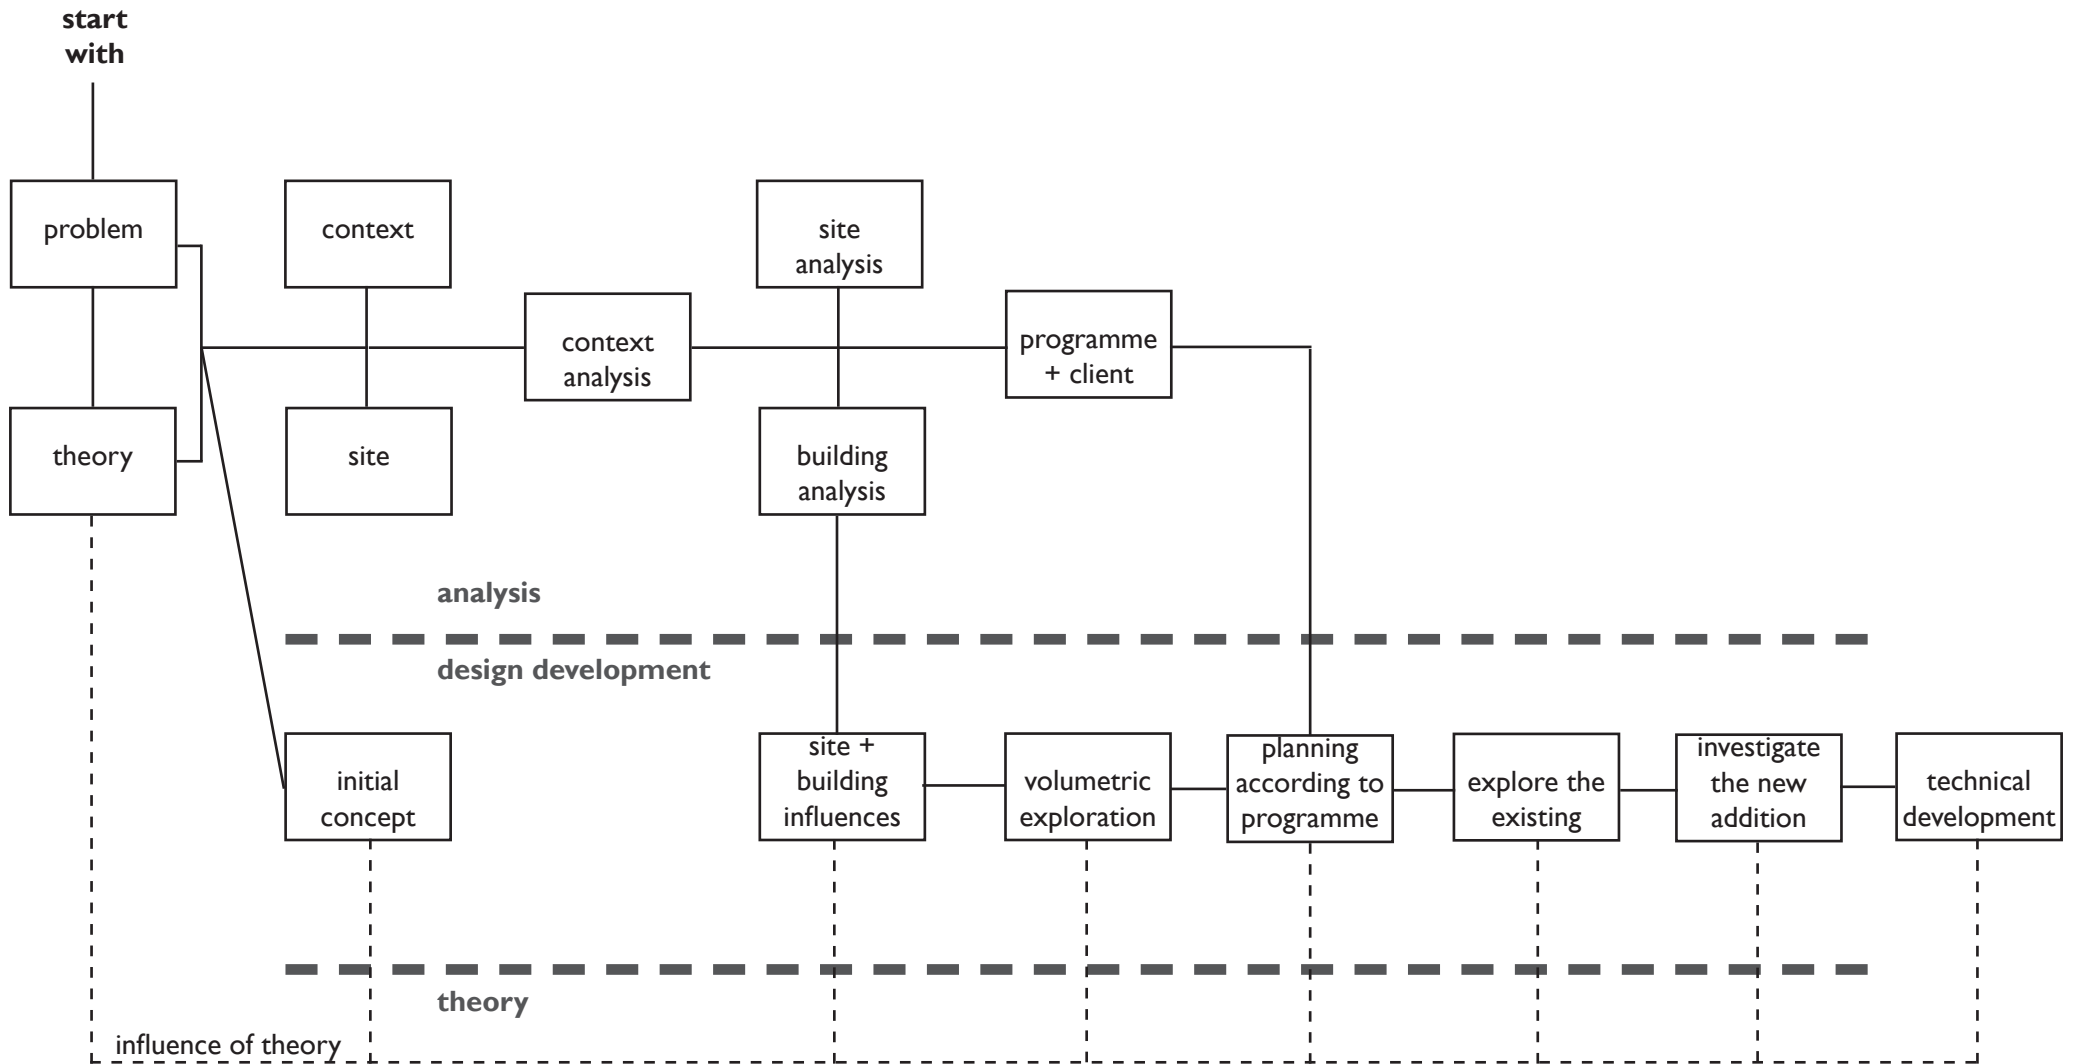 start
with
problem
context
site
analysis
context
analysis
programme
+ client
theory
site
building
analysis
analysis
design development
initial
concept
site +
building
influences
volumetric
exploration
planning
according to
programme
explore the
existing
investigate
the new
addition
technical
development
theory
influence of theory